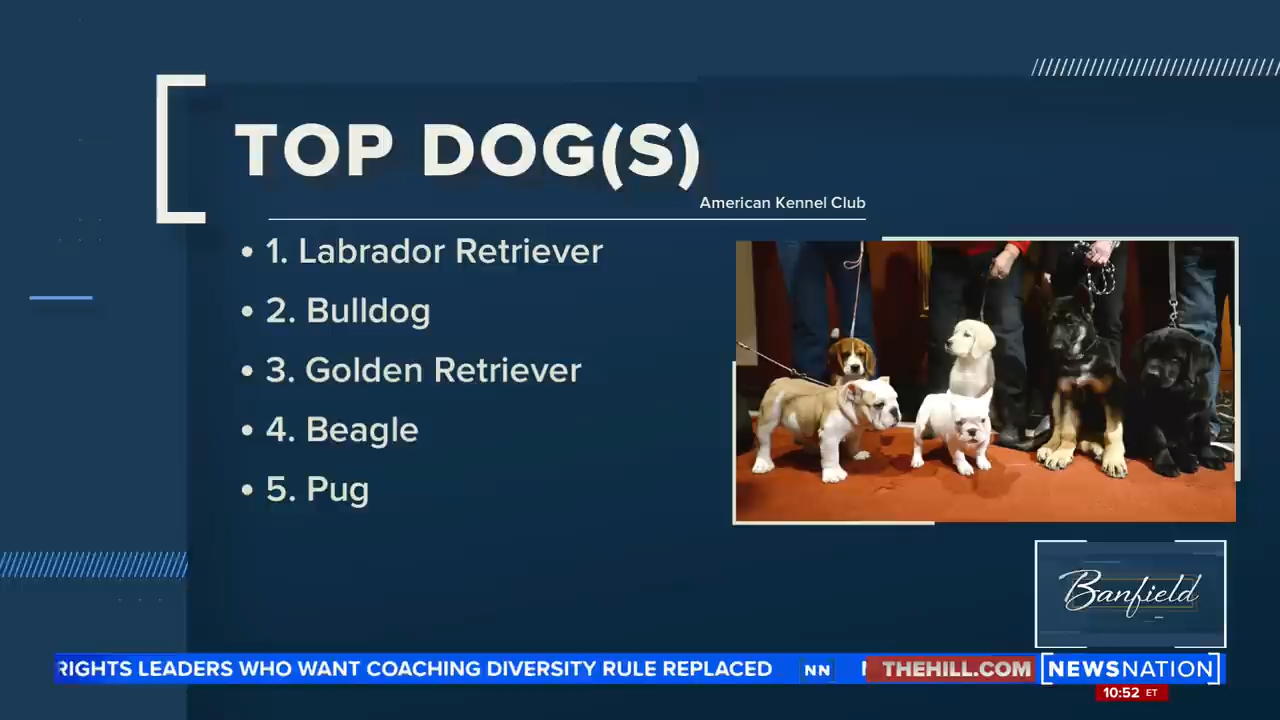 TOP DOG(S)
American Kennel Club
• 1. Labrador Retriever
• 2. Bulldog
• 3. Golden Retriever
• 4. Beagle
• 5. Pug
Banfield
RIGHTS LEADERS WHO WANT COACHING DIVERSITY RULE REPLACED NN THEHILL.COM NEWSNATION
10:52 ET